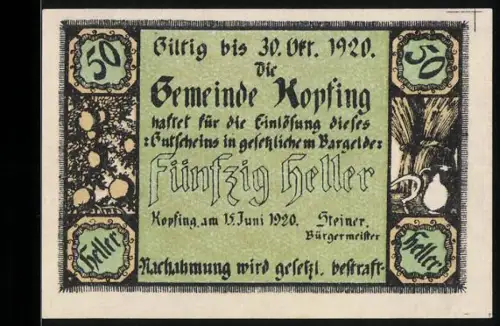 50
50
Giltig bis 30. Okt. 1920.
Die
Gemeinde Kopfing
haftet für die Einlösung dieses
:Gutscheins in gesetzlichem Bargelde:
Fünfzig Heller
Kopfing, am 15. Juni 1920. Steiner.
Bürgermeister
Heller
Heller
Nachahmung wird gesetzl. bestraft